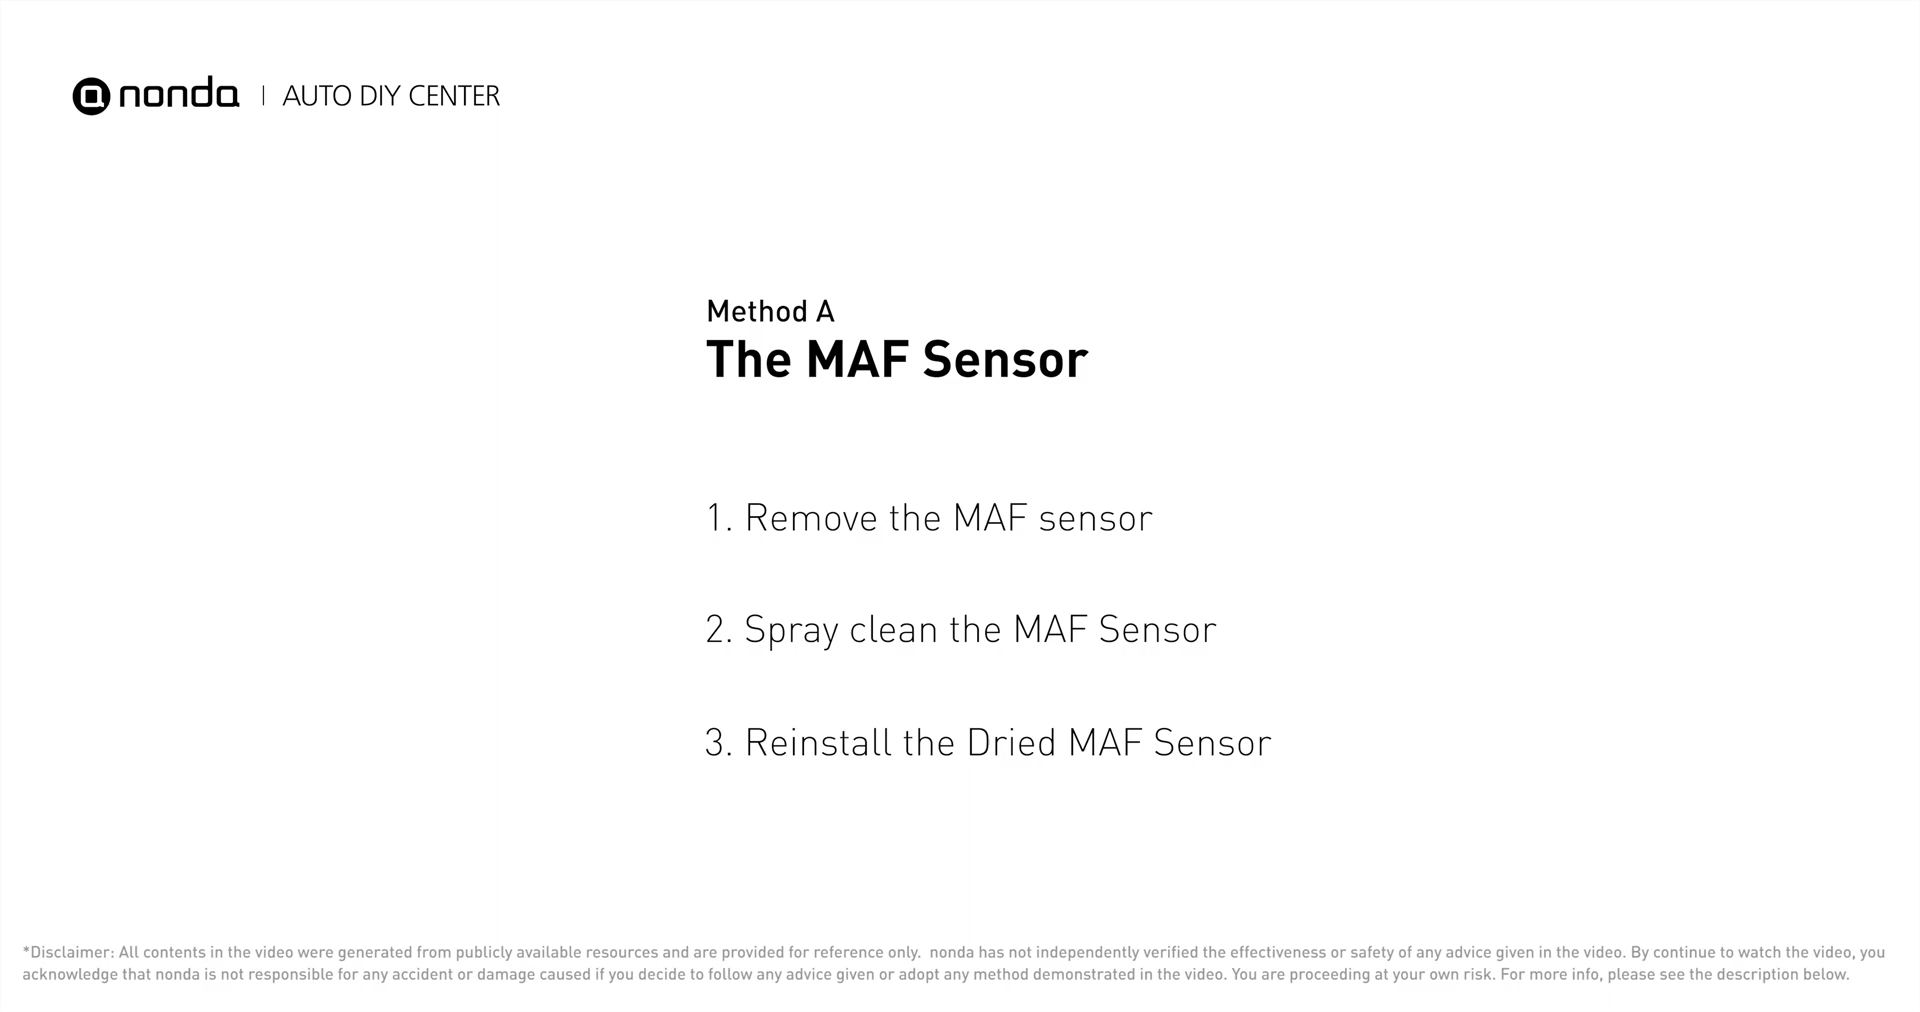 nonda | AUTO DIY CENTER
Method A
The MAF Sensor
1. Remove the MAF sensor
2. Spray clean the MAF Sensor
3. Reinstall the Dried MAF Sensor
*Disclaimer: All contents in the video were generated from publicly available resources and are provided for reference only. nonda has not independently verified the effectiveness or safety of any advice given in the video. By continue to watch the video, you
acknowledge that nonda is not responsible for any accident or damage caused if you decide to follow any advice given or adopt any method demonstrated in the video. You are proceeding at your own risk. For more info, please see the description below.